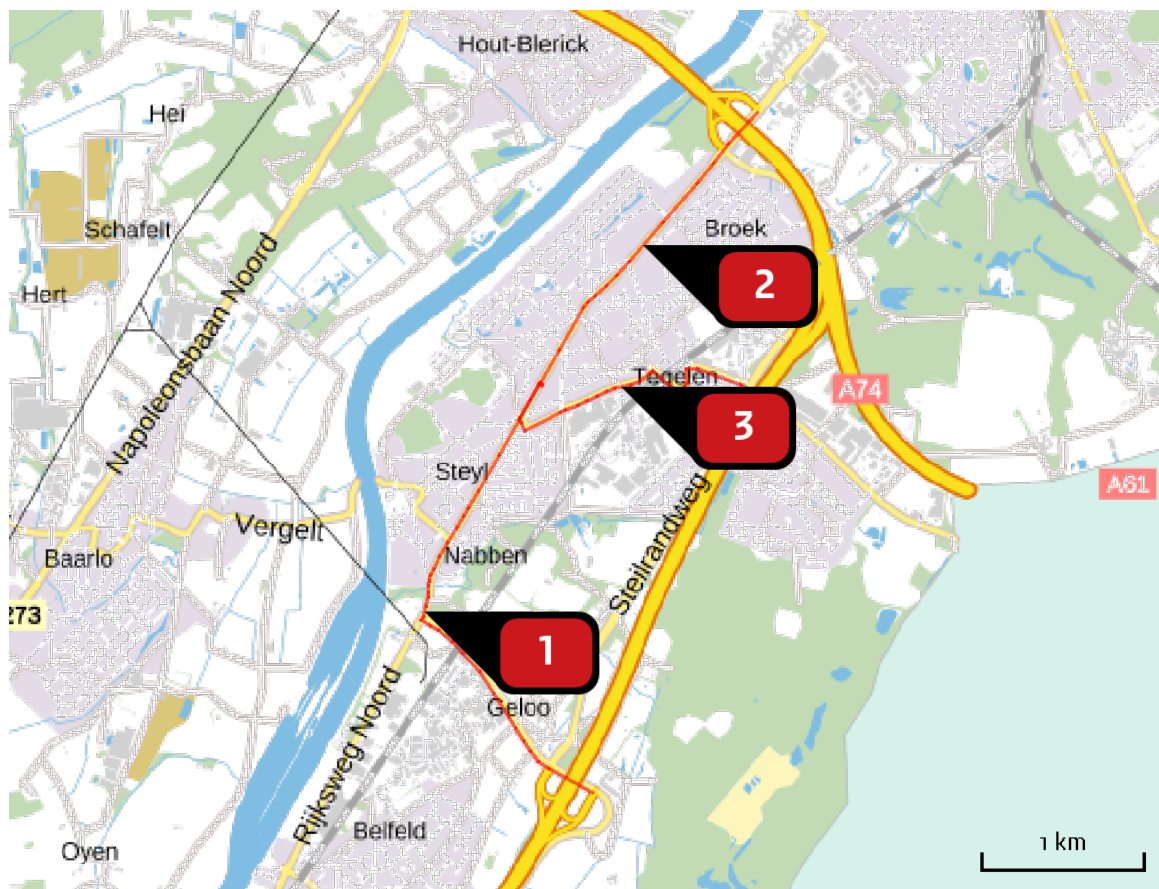 Hout-Blerick
Hei
Schafelt
Broek
Hert
2
Napoleonsbaan Noord
Tegelen
A74
3
Steyl
A61
Vergelt
Steilrandweg
Nabben
Baarlo
273
1
Geloo
Rijksweg Noord
Belfeld
Oyen
1 km